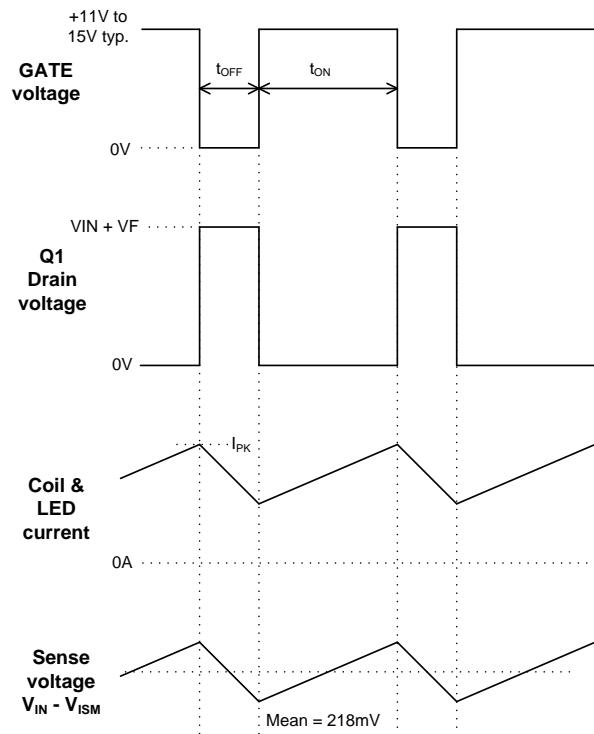 +11V to
15V typ.
GATE
voltage
tOFF
tON
0V
VIN + VF
Q1
Drain
voltage
0V
IPK
Coil &
LED
current
0A
Sense
voltage
VIN - VISM
Mean = 218mV